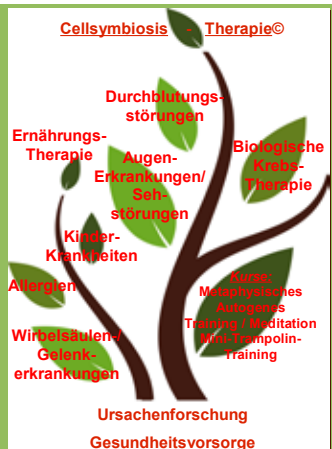 Cellsymbiosis - Therapie©
Durchblutungs-
störungen
Ernährungs-
Therapie
Augen-
Erkrankungen/
Seh-
störungen
Biologische
Krebs-
Therapie
Kinder-
Krankheiten
Allergien
Kurse:
Metaphysisches
Autogenes
Training / Meditation
Mini-Trampolin-
Training
Wirbelsäulen-/
Gelenk-
erkrankungen
Ursachenforschung
Gesundheitsvorsorge